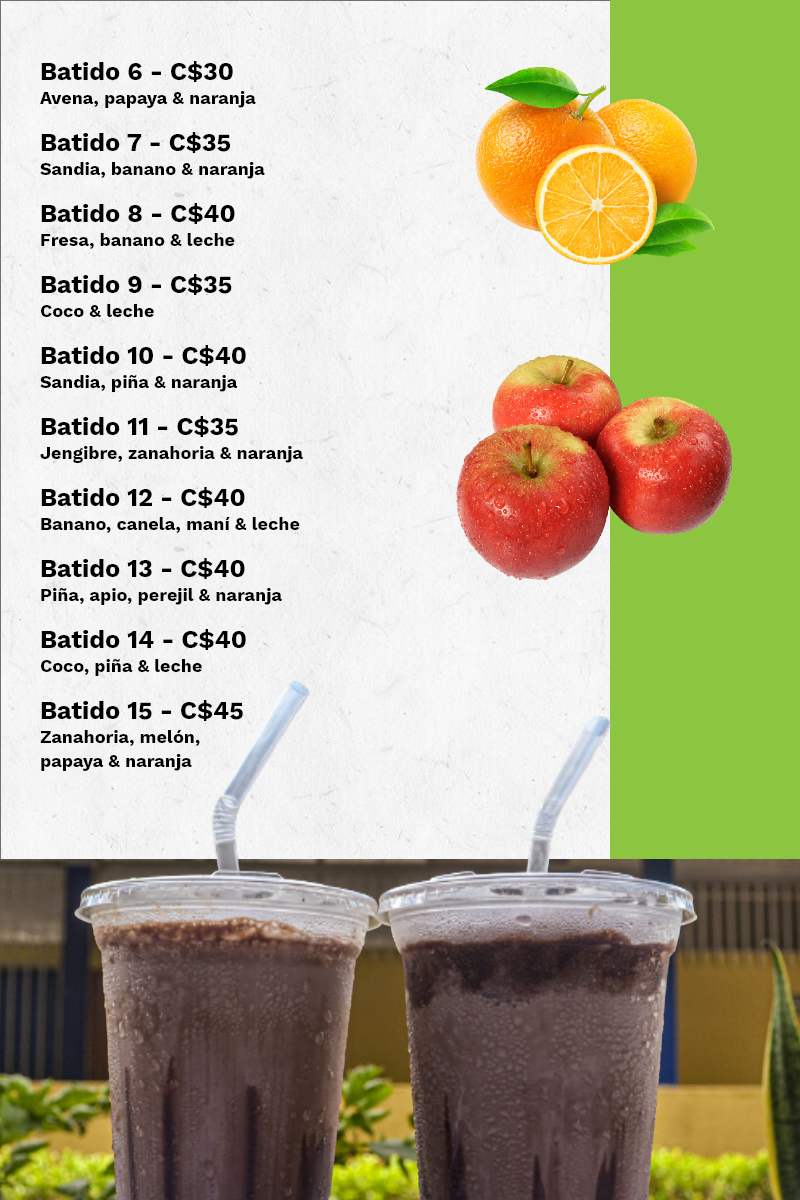 Batido 6 - C$30
Avena, papaya & naranja
Batido 7 - C$35
Sandia, banano & naranja
Batido 8 - C$40
Fresa, banano & leche
Batido 9 - C$35
Coco & leche
Batido 10 - C$40
Sandia, piña & naranja
Batido 11 - C$35
Jengibre, zanahoria & naranja
Batido 12 - C$40
Banano, canela, maní & leche
Batido 13 - C$40
Piña, apio, perejil & naranja
Batido 14 - C$40
Coco, piña & leche
Batido 15 - C$45
Zanahoria, melón,
papaya & naranja